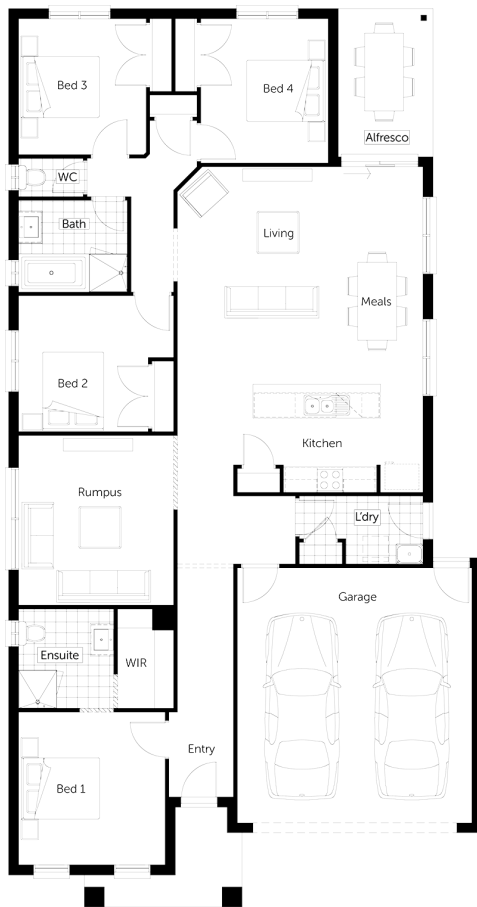 Bed 3
Bed 4
Alfresco
WC
Bath
Living
Meals
Bed 2
Kitchen
Rumpus
L'dry
Garage
Ensuite
WIR
Entry
Bed 1